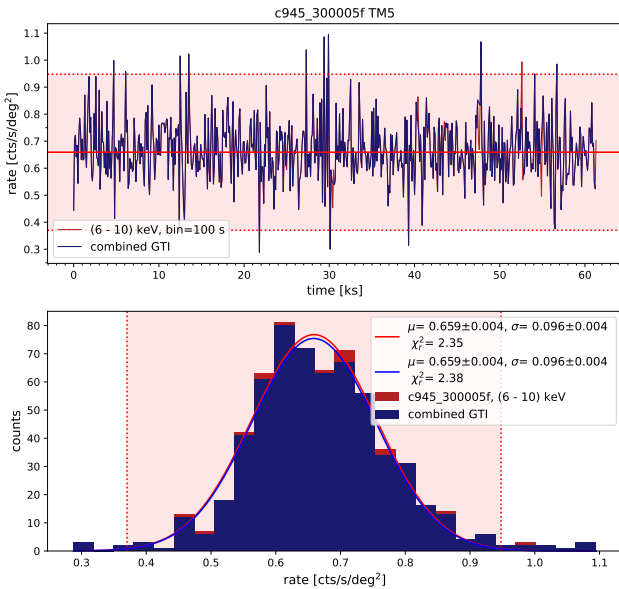 c945_300005f TM5
1.1
1.0
0.9
0.8
0.7
0.6
0.5
0.4
0.3
rate [cts/s/deg²]
(6 - 10) keV, bin=100 s
combined GTI
0 10 20 30 40 50 60
time [ks]
80
70
60
50
40
30
20
10
0
counts
μ= 0.659±0.004, σ= 0.096±0.004
χ²ᵣ= 2.35
μ= 0.659±0.004, σ= 0.096±0.004
χ²ᵣ= 2.38
c945_300005f, (6 - 10) keV
combined GTI
0.3 0.4 0.5 0.6 0.7 0.8 0.9 1.0 1.1
rate [cts/s/deg²]